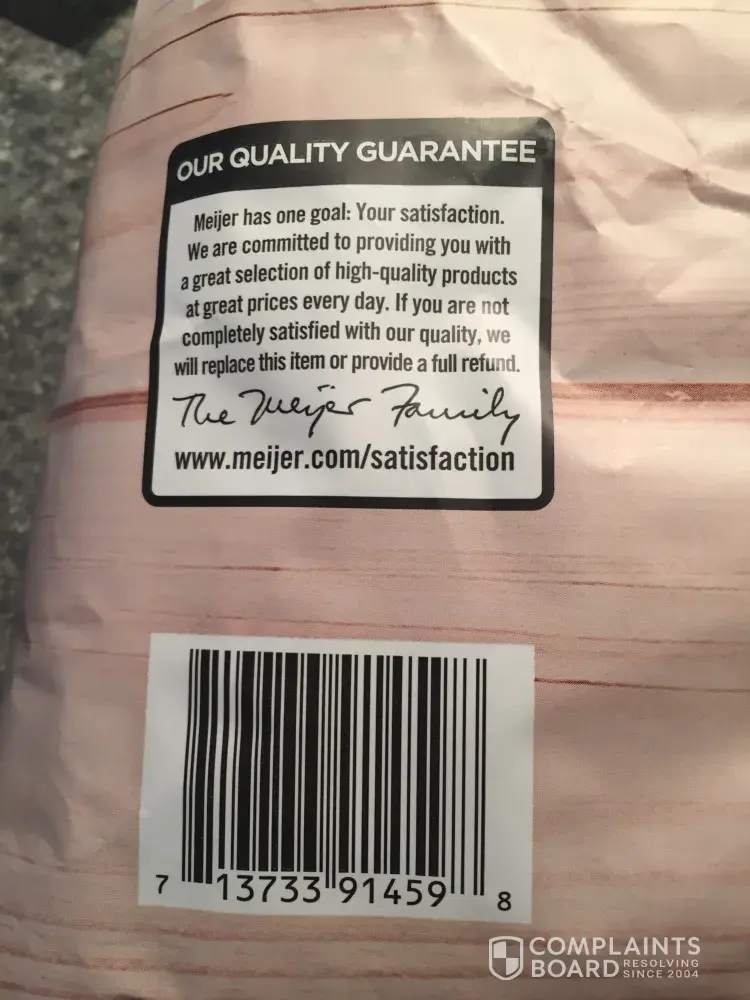 OUR QUALITY GUARANTEE
Meijer has one goal: Your satisfaction.
We are committed to providing you with
a great selection of high-quality products
at great prices every day. If you are not
completely satisfied with our quality, we
will replace this item or provide a full refund.
The Meijer Family
www.meijer.com/satisfaction
7 13733 91459 8
COMPLAINTS
BOARD RESOLVING
SINCE 2004